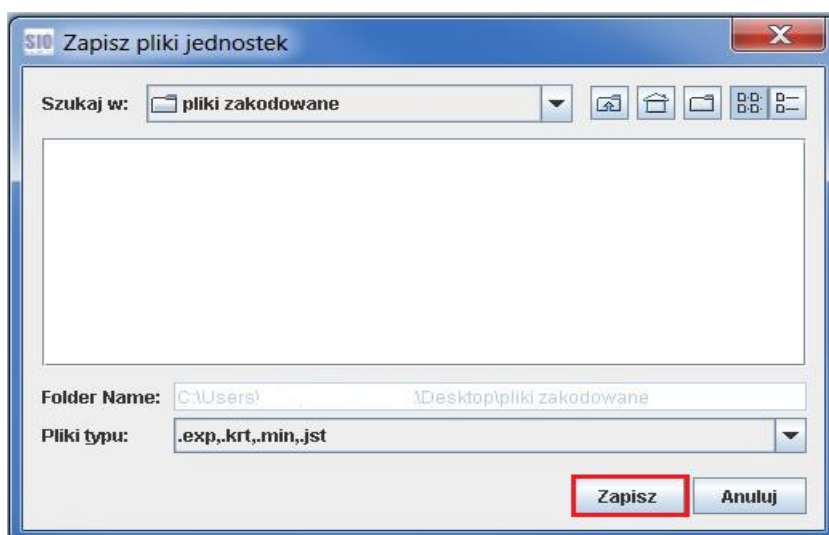 SIO Zapisz pliki jednostek
Szukaj w: pliki zakodowane
Folder Name: C:\Users\ \Desktop\pliki zakodowane
Pliki typu: .exp,.krt,.min,.jst
Zapisz Anuluj